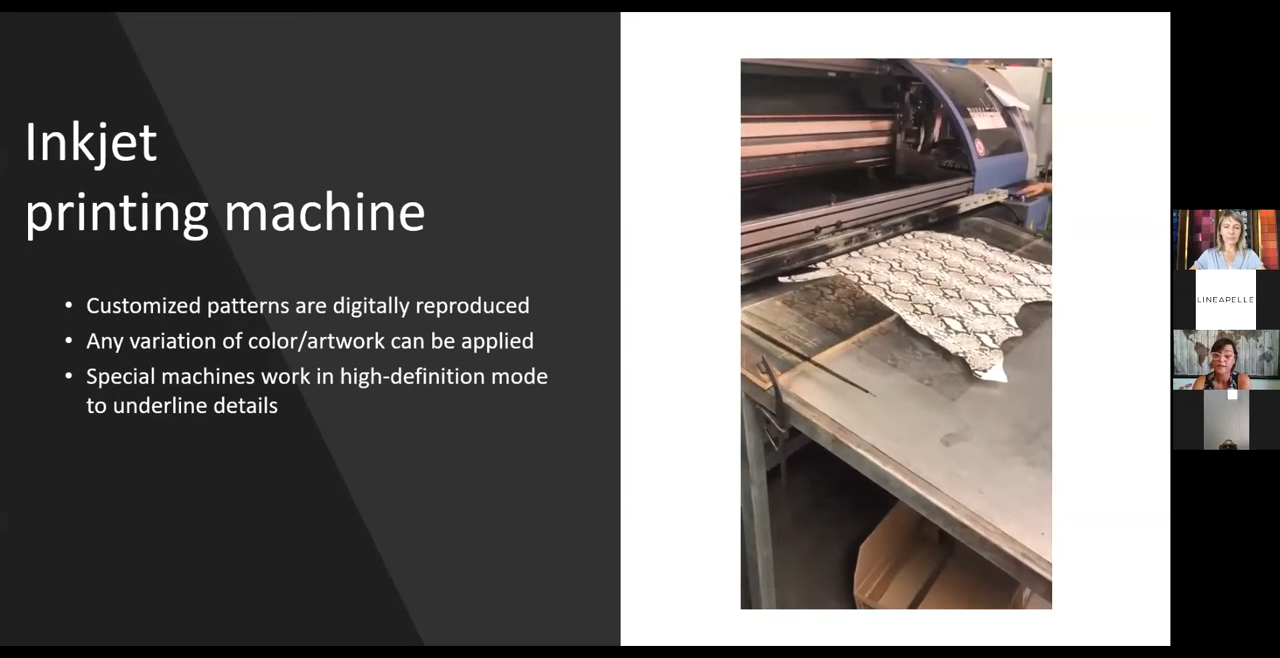 Inkjet
printing machine
• Customized patterns are digitally reproduced
• Any variation of color/artwork can be applied
• Special machines work in high-definition mode
to underline details
LINEAPELLE